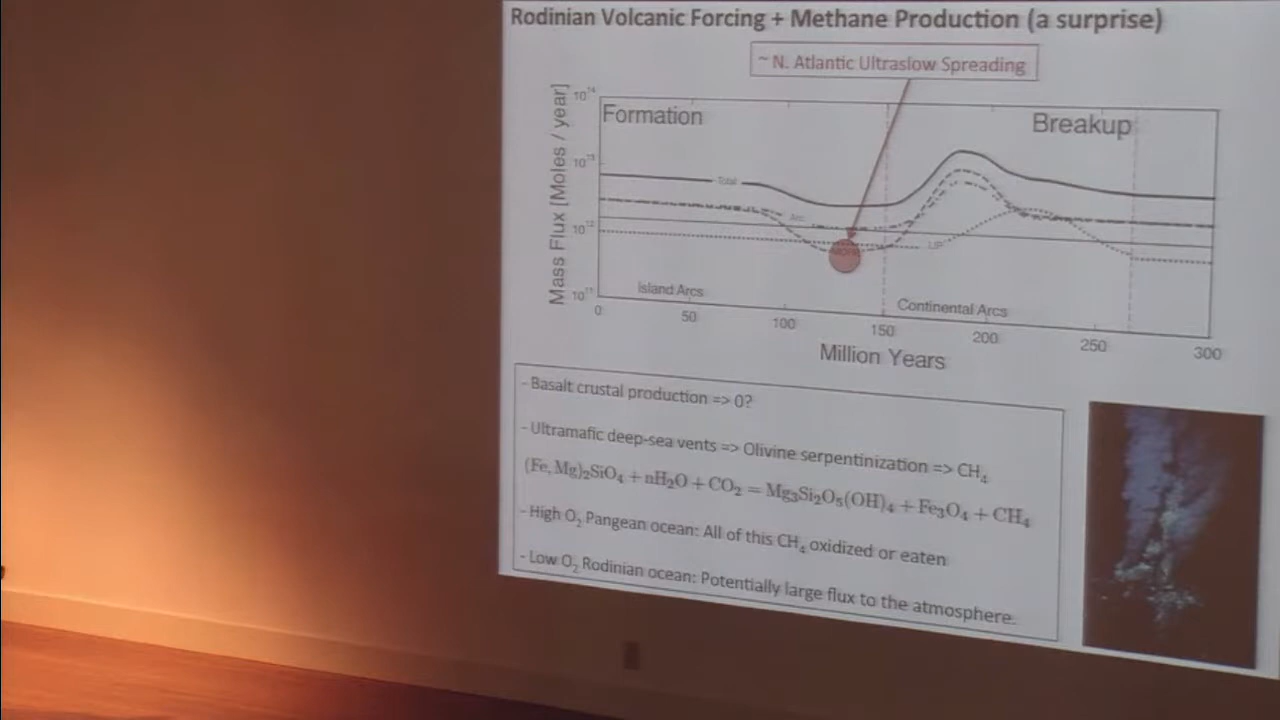 Rodinian Volcanic Forcing + Methane Production (a surprise)
~ N. Atlantic Ultraslow Spreading
Mass Flux [Moles / year]
10¹⁴
10¹³
10¹²
10¹¹
Formation
Breakup
Total
Arc
LIP
Island Arcs
Continental Arcs
0
50
100
150
200
250
300
Million Years
- Basalt crustal production => 0?
- Ultramafic deep-sea vents => Olivine serpentinization => CH₄
(Fe, Mg)₂SiO₄ + nH₂O + CO₂ = Mg₃Si₂O₅(OH)₄ + Fe₃O₄ + CH₄
- High O₂ Pangean ocean: All of this CH₄ oxidized or eaten
- Low O₂ Rodinian ocean: Potentially large flux to the atmosphere.